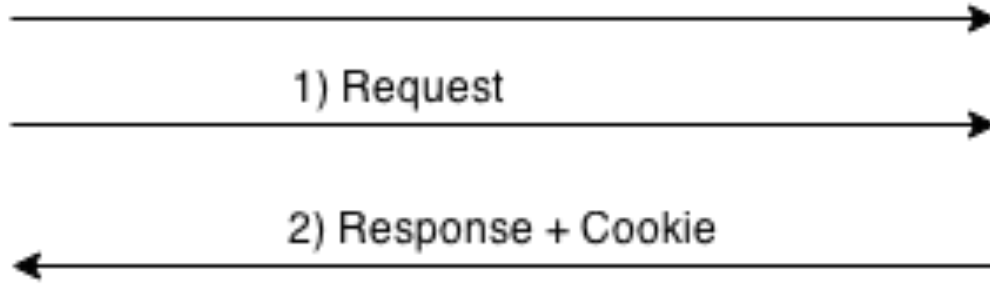 1) Request
2) Response + Cookie